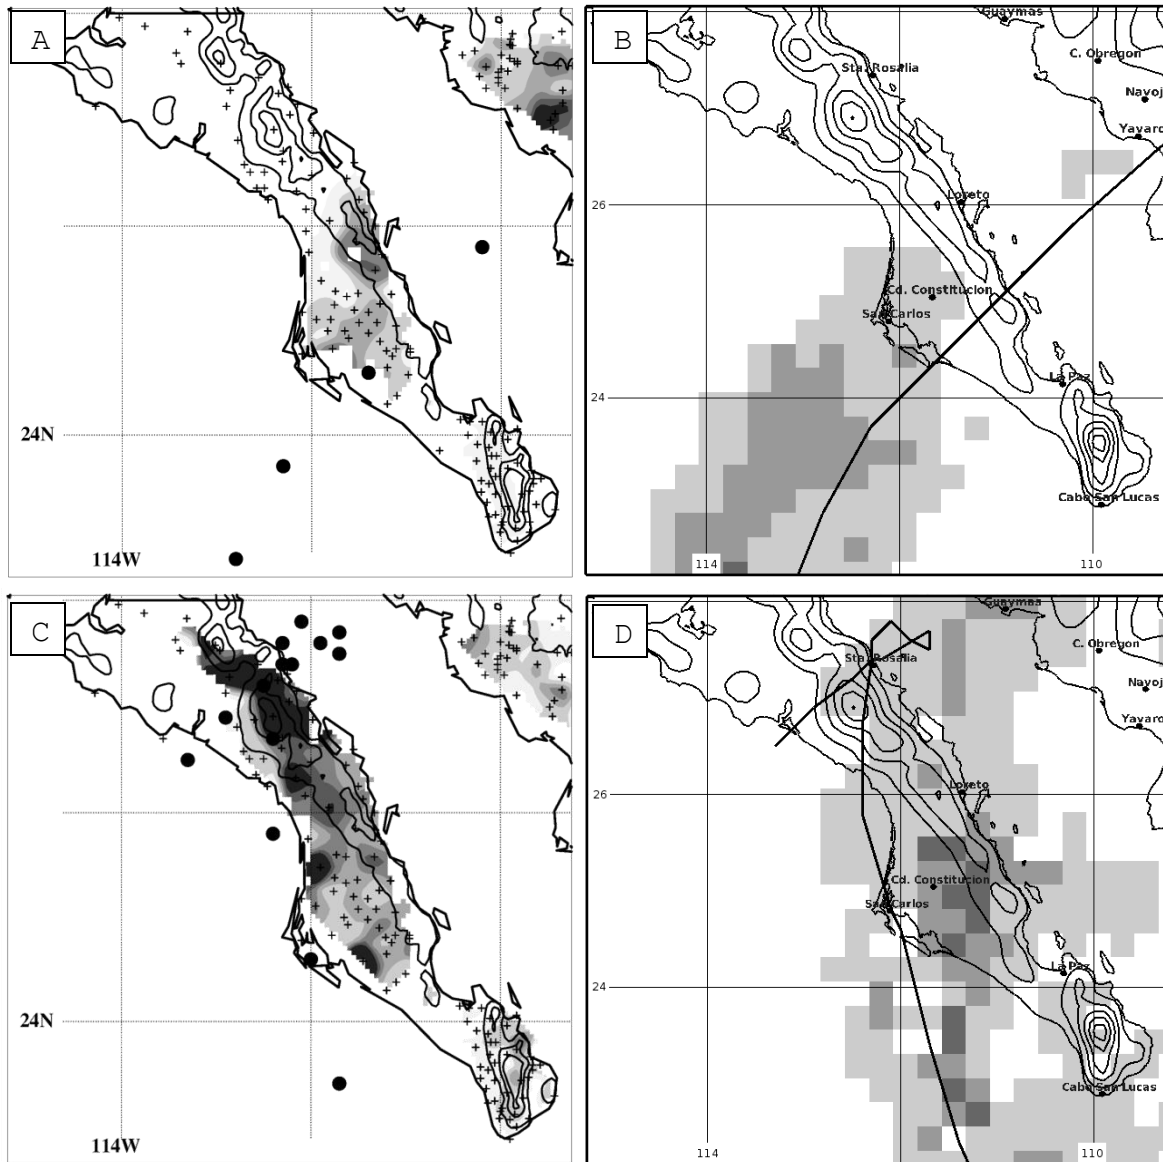 A
24N
114W
B
Guaymas
C. Obregon
Sta. Rosalia
Navoj
Yavaro
26
Loreto
Cd. Constitucion
San Carlos
La Paz
24
Cabo San Lucas
114
110
C
24N
114W
D
Guaymas
C. Obregon
Sta. Rosalia
Navoj
Yavaro
26
Loreto
Cd. Constitucion
San Carlos
La Paz
24
Cabo San Lucas
114
110